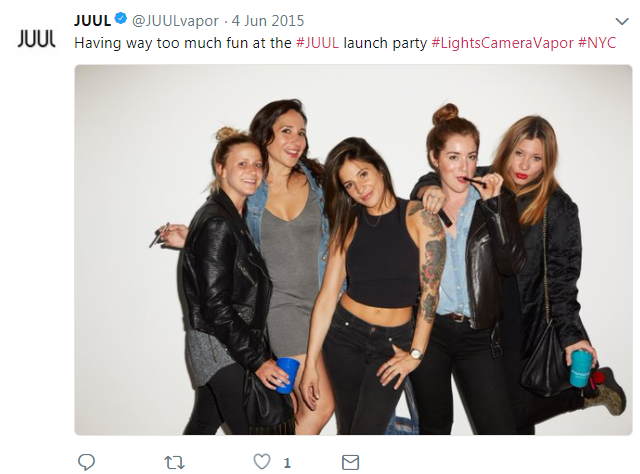 JUUL @JUULvapor · 4 Jun 2015
JUUL
Having way too much fun at the #JUUL launch party #LightsCameraVapor #NYC
1